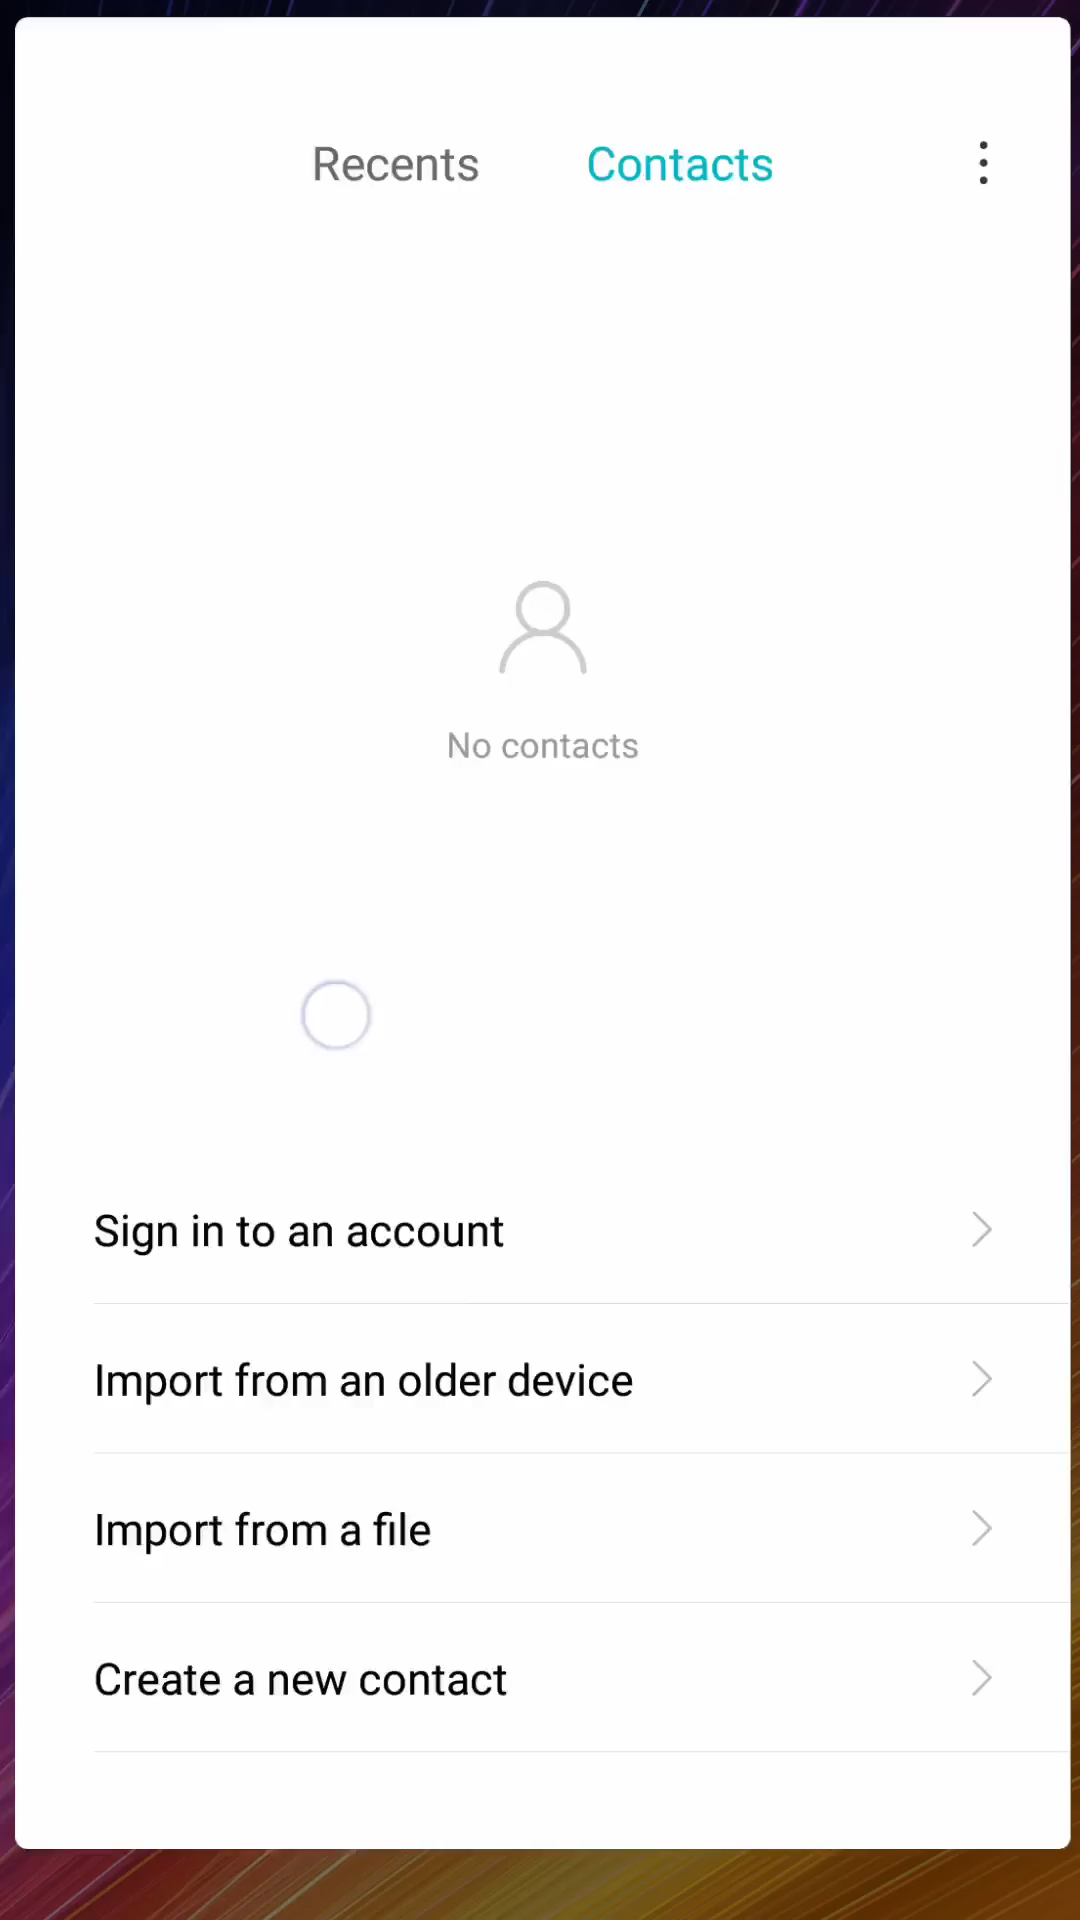 Recents Contacts
No contacts
Sign in to an account
Import from an older device
Import from a file
Create a new contact